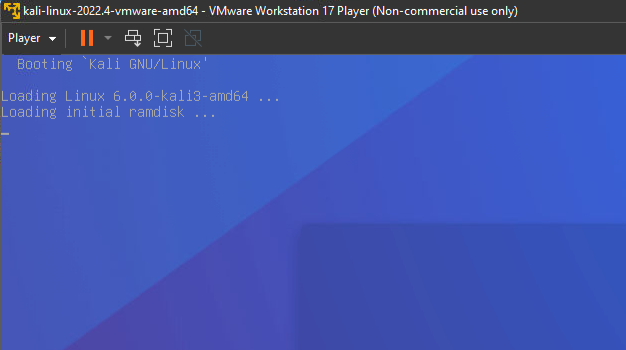 kali-linux-2022.4-vmware-amd64 - VMware Workstation 17 Player (Non-commercial use only)
Player
Booting `Kali GNU/Linux'
Loading Linux 6.0.0-kali3-amd64 ...
Loading initial ramdisk ...